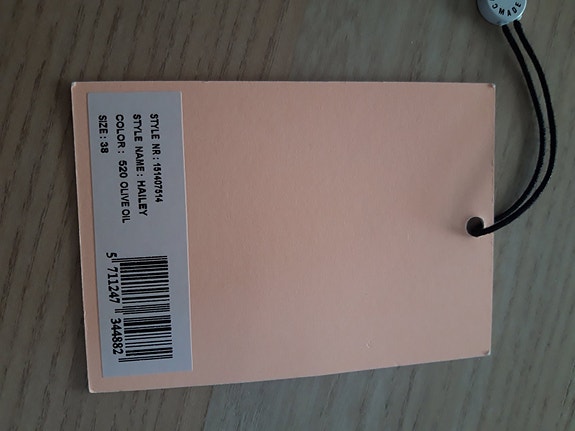 STYLE NR : 151407514
STYLE NAME : HAILEY
COLOR : 520 OLIVE OIL
SIZE : 38
5 711247 344882